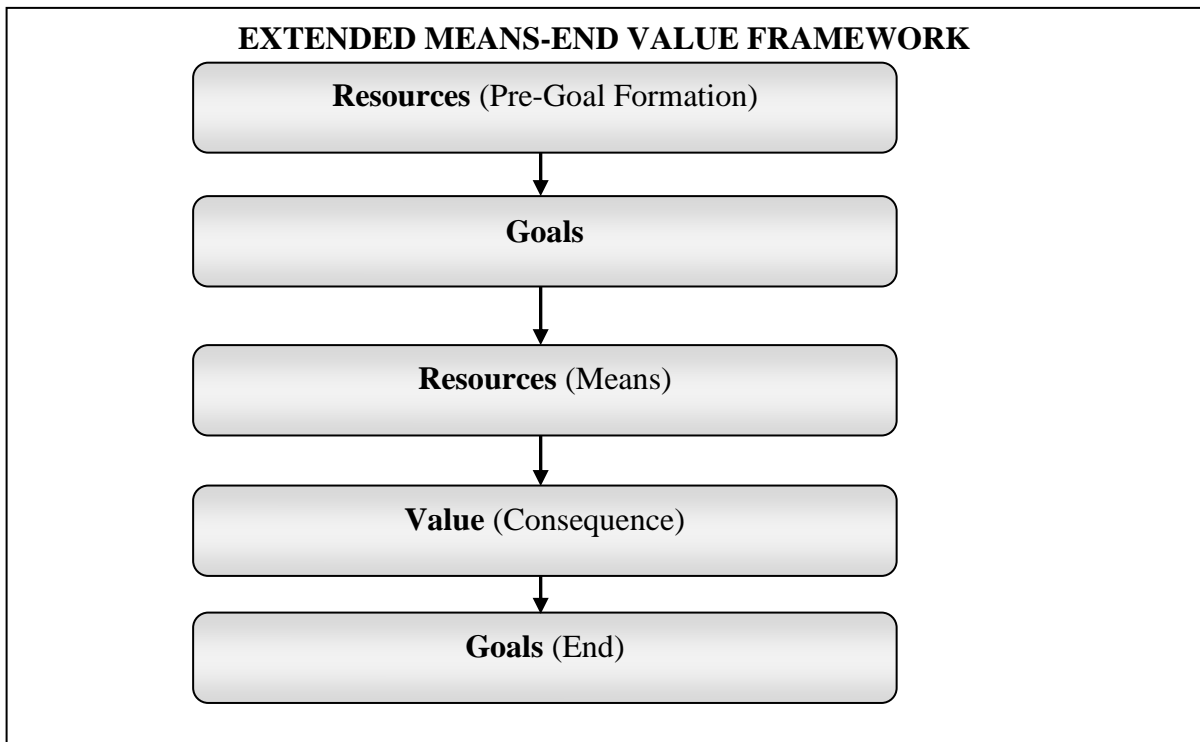 EXTENDED MEANS-END VALUE FRAMEWORK
Resources (Pre-Goal Formation)
Goals
Resources (Means)
Value (Consequence)
Goals (End)